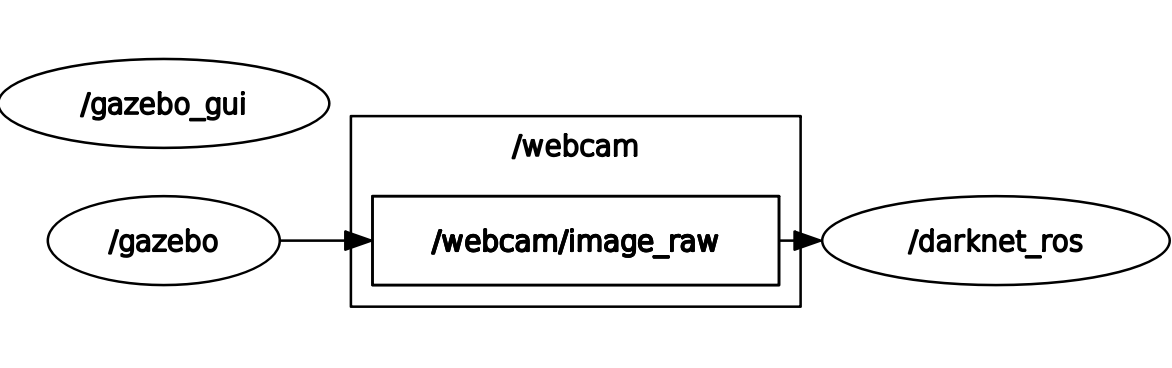 /gazebo_gui
/webcam
/gazebo
/webcam/image_raw
/darknet_ros